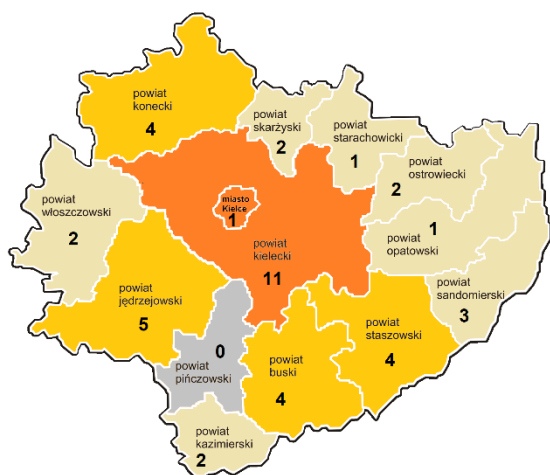 powiat
konecki
4
powiat
skarżyski
2
powiat
starachowicki
1
powiat
ostrowiecki
2
miasto
Kielce
1
powiat
włoszczowski
2
powiat
kielecki
11
1
powiat
opatowski
powiat
sandomierski
3
powiat
jędrzejowski
5
0
powiat
pińczowski
powiat
buski
4
powiat
staszowski
4
powiat
kazimierski
2